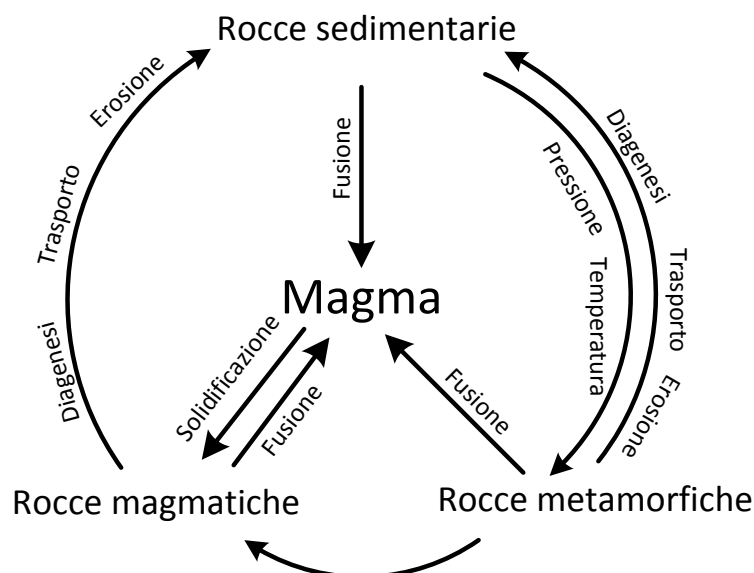 Rocce sedimentarie
Erosione
Trasporto
Diagenesi
Fusione
Diagenesi
Trasporto
Erosione
Pressione
Temperatura
Magma
Solidificazione
Fusione
Fusione
Rocce magmatiche
Rocce metamorfiche